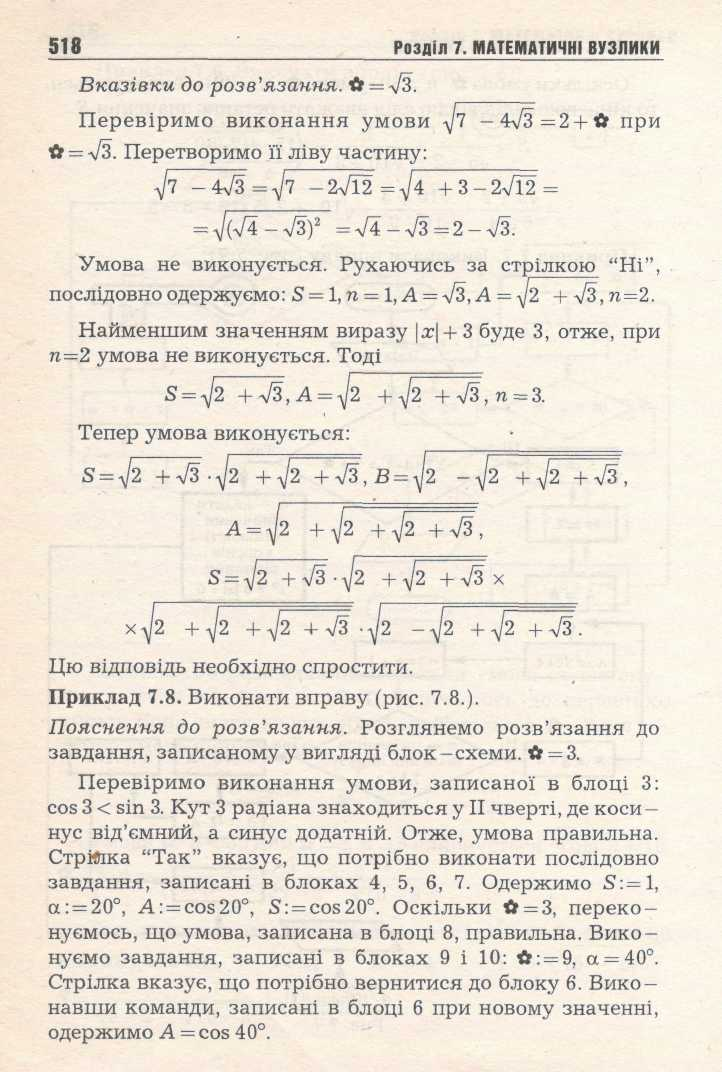 518 Розділ 7. МАТЕМАТИЧНІ ВУЗЛИКИ
Вказівки до розв'язання. ✿ = √3.
Перевіримо виконання умови √(7 − 4√3) = 2 + ✿ при
✿ = √3. Перетворимо її ліву частину:
√(7 − 4√3) = √(7 − 2√12) = √(4 + 3 − 2√12) =
= √((√4 − √3)²) = √4 − √3 = 2 − √3.
Умова не виконується. Рухаючись за стрілкою “Ні”,
послідовно одержуємо: S = 1, n = 1, A = √3, A = √(2 + √3), n=2.
Найменшим значенням виразу |x| + 3 буде 3, отже, при
n=2 умова не виконується. Тоді
S = √(2 + √3), A = √(2 + √(2 + √3)), n = 3.
Тепер умова виконується:
S = √(2 + √3) · √(2 + √(2 + √3)), B = √(2 − √(2 + √(2 + √3))),
A = √(2 + √(2 + √(2 + √3))),
S = √(2 + √3) · √(2 + √(2 + √3)) ×
× √(2 + √(2 + √(2 + √3))) · √(2 − √(2 + √(2 + √3))).
Цю відповідь необхідно спростити.
Приклад 7.8. Виконати вправу (рис. 7.8.).
Пояснення до розв'язання. Розглянемо розв'язання до
завдання, записаному у вигляді блок–схеми. ✿ = 3.
Перевіримо виконання умови, записаної в блоці 3:
cos 3 < sin 3. Кут 3 радіана знаходиться у II чверті, де коси–
нус від'ємний, а синус додатній. Отже, умова правильна.
Стрілка “Так” вказує, що потрібно виконати послідовно
завдання, записані в блоках 4, 5, 6, 7. Одержимо S:= 1,
α:= 20°, A:= cos 20°, S:= cos 20°. Оскільки ✿ = 3, переко–
нуємось, що умова, записана в блоці 8, правильна. Вико–
нуємо завдання, записані в блоках 9 і 10: ✿:= 9, α = 40°.
Стрілка вказує, що потрібно вернитися до блоку 6. Вико–
навши команди, записані в блоці 6 при новому значенні,
одержимо A = cos 40°.